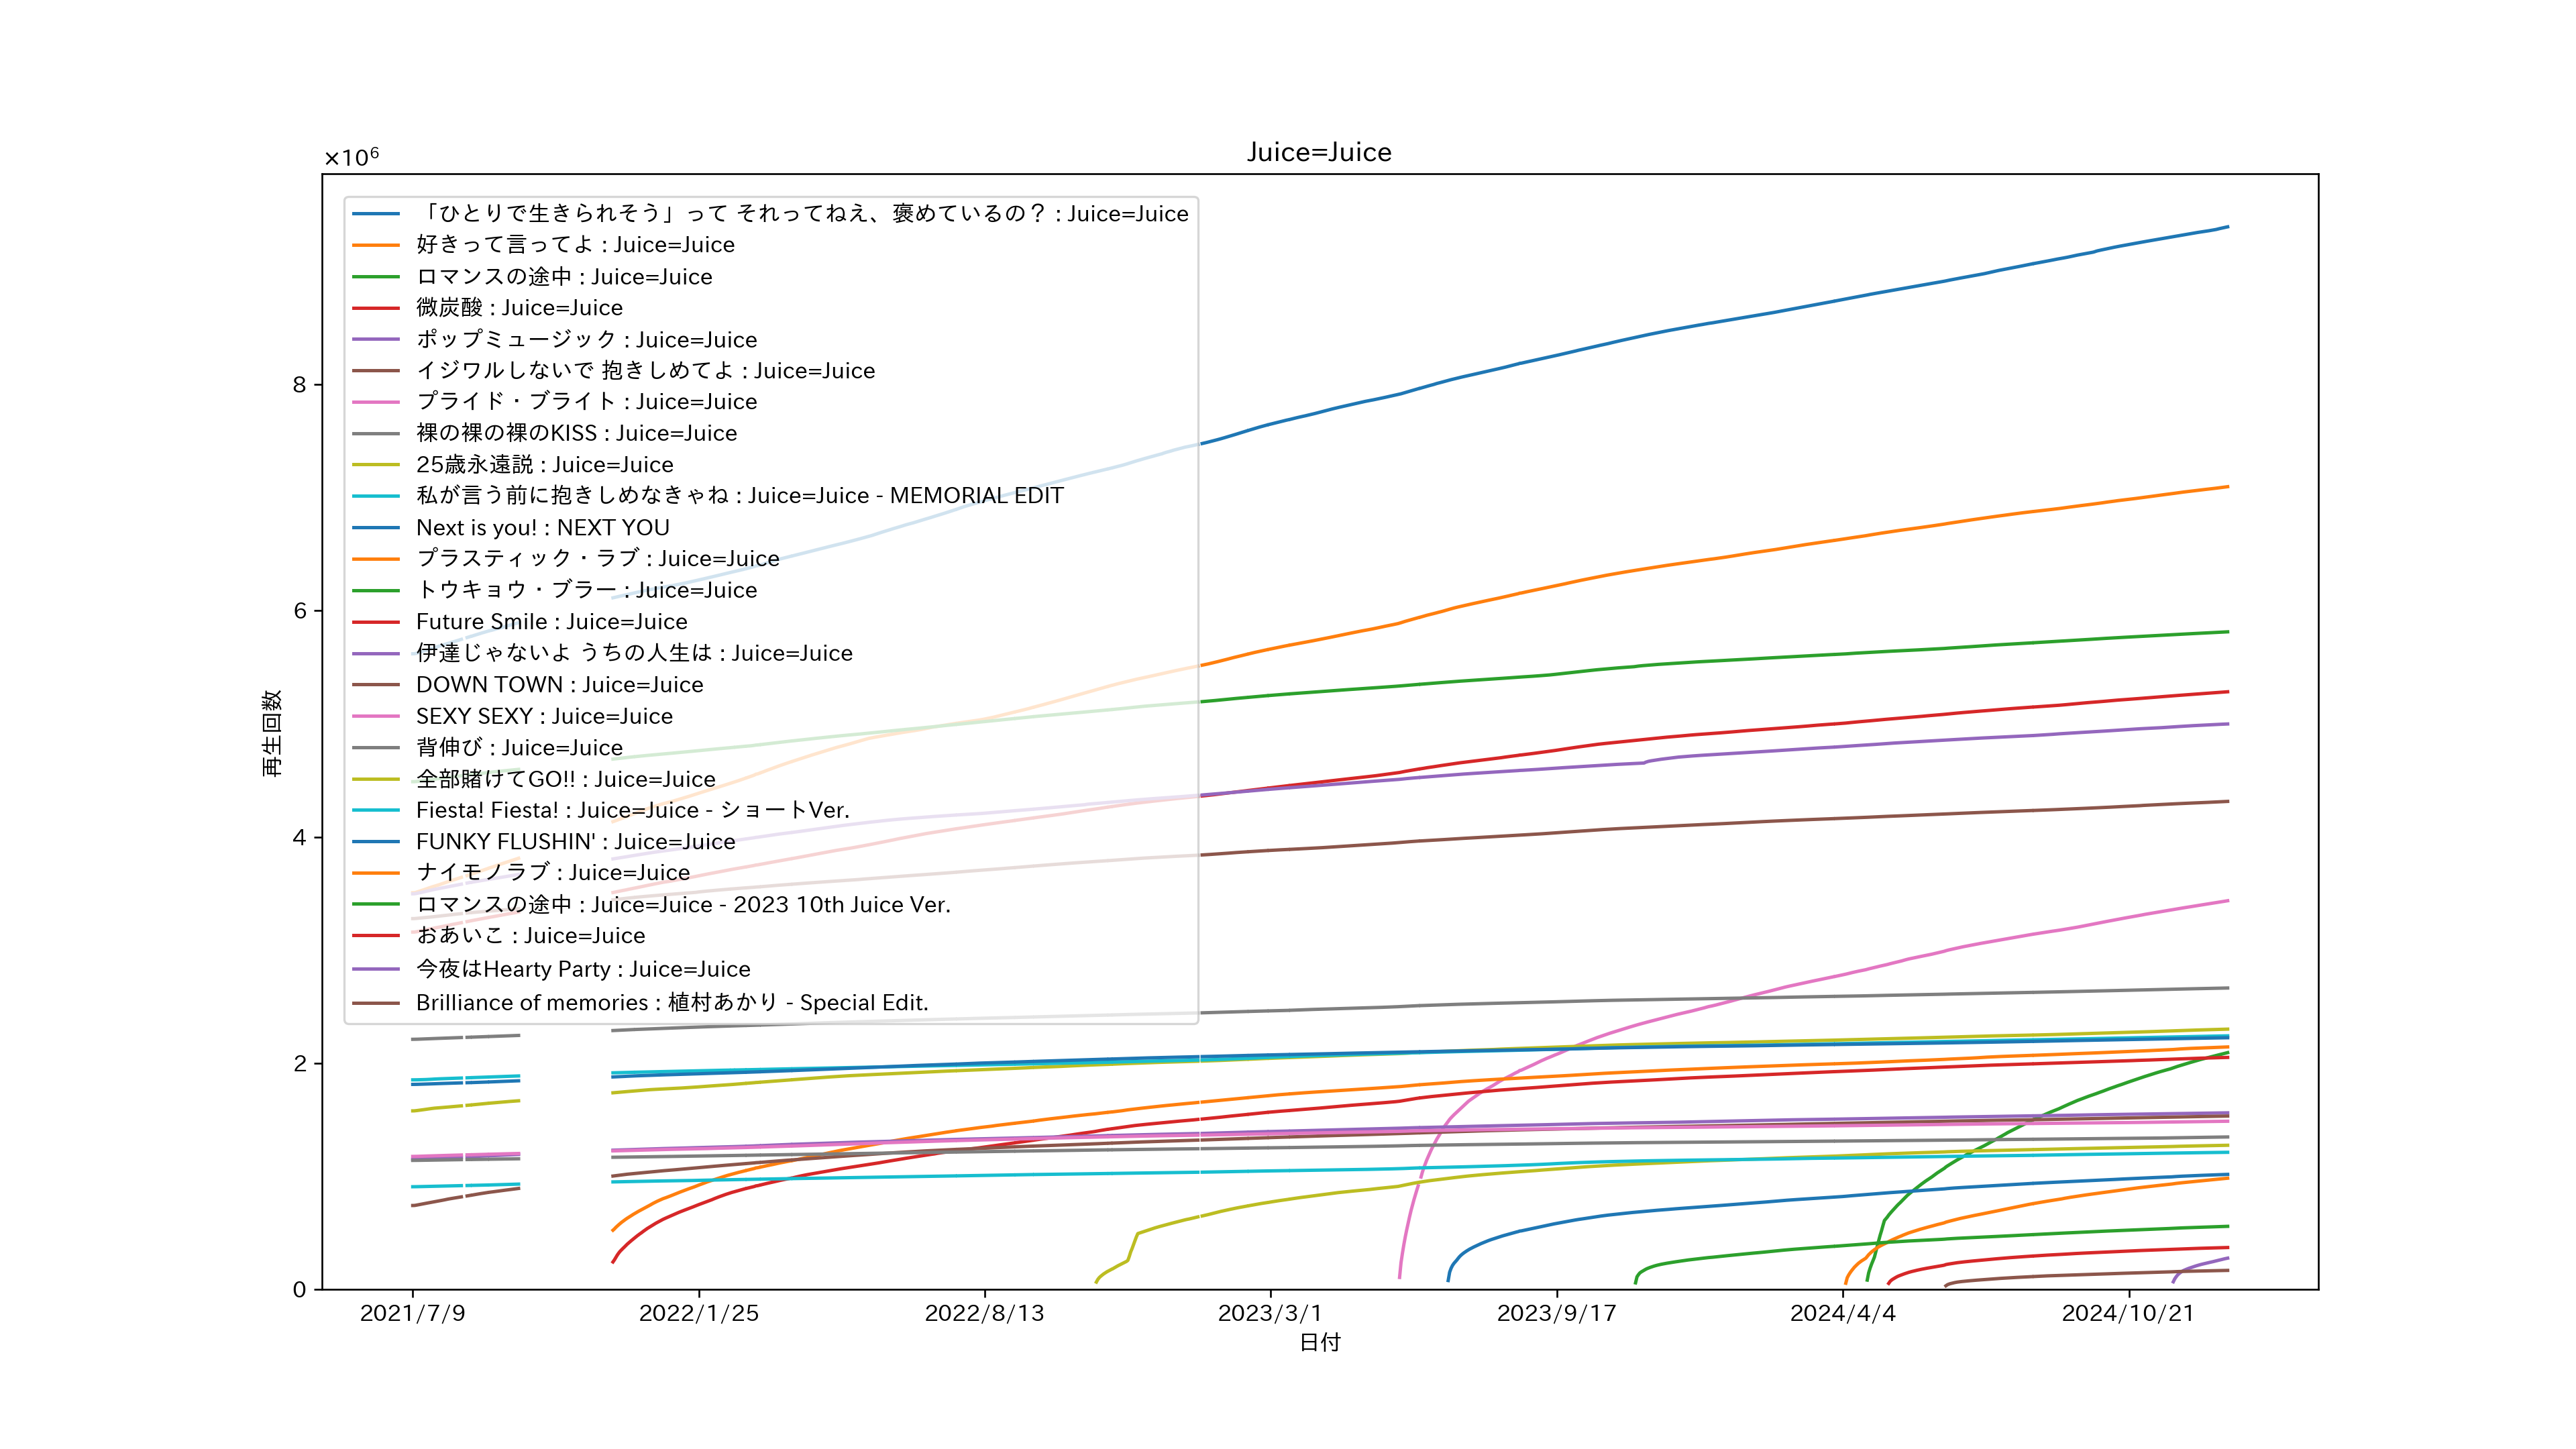 Juice=Juice
×10⁶
「ひとりで生きられそう」って それってねえ、褒めているの？ : Juice=Juice
好きって言ってよ : Juice=Juice
ロマンスの途中 : Juice=Juice
微炭酸 : Juice=Juice
ポップミュージック : Juice=Juice
イジワルしないで 抱きしめてよ : Juice=Juice
プライド・ブライト : Juice=Juice
裸の裸の裸のKISS : Juice=Juice
25歳永遠説 : Juice=Juice
私が言う前に抱きしめなきゃね : Juice=Juice - MEMORIAL EDIT
Next is you! : NEXT YOU
プラスティック・ラブ : Juice=Juice
トウキョウ・ブラー : Juice=Juice
Future Smile : Juice=Juice
伊達じゃないよ うちの人生は : Juice=Juice
DOWN TOWN : Juice=Juice
SEXY SEXY : Juice=Juice
背伸び : Juice=Juice
全部賭けてGO!! : Juice=Juice
Fiesta! Fiesta! : Juice=Juice - ショートVer.
FUNKY FLUSHIN' : Juice=Juice
ナイモノラブ : Juice=Juice
ロマンスの途中 : Juice=Juice - 2023 10th Juice Ver.
おあいこ : Juice=Juice
今夜はHearty Party : Juice=Juice
Brilliance of memories : 植村あかり - Special Edit.
8
6
4
2
0
再生回数
2021/7/9
2022/1/25
2022/8/13
2023/3/1
2023/9/17
2024/4/4
2024/10/21
日付